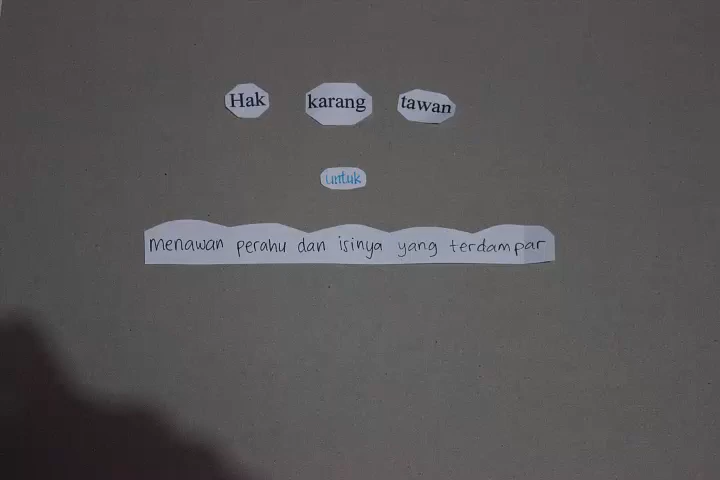 Hak karang tawan
untuk
menawan perahu dan isinya yang terdampar